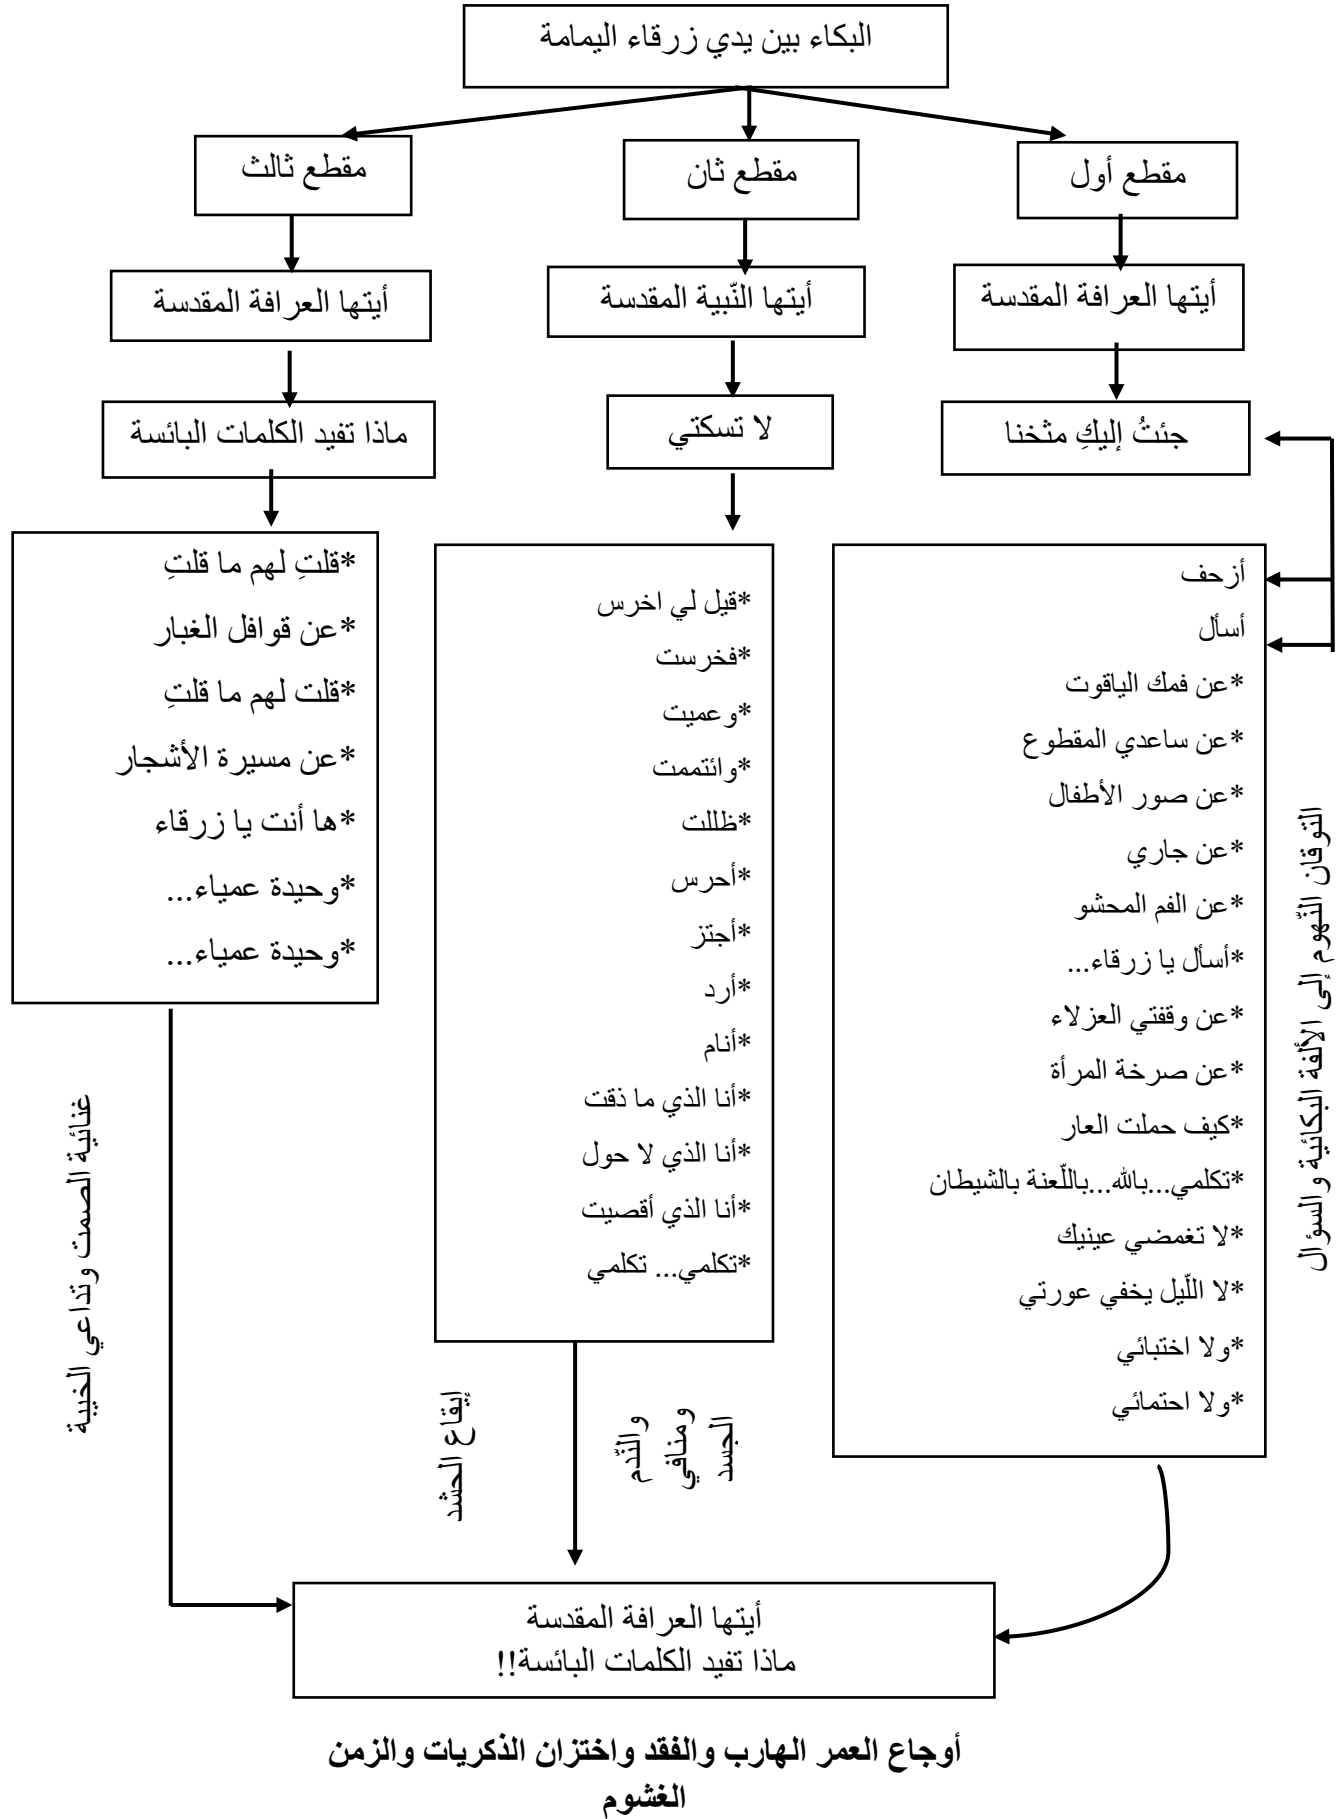 البكاء بين يدي زرقاء اليمامة
مقطع أول
مقطع ثان
مقطع ثالث
أيتها العرافة المقدسة
أيتها النّبية المقدسة
أيتها العرافة المقدسة
جئتُ إليكِ مثخنا
لا تسكتي
ماذا تفيد الكلمات البائسة
أزحف
أسأل
*عن فمك الياقوت
*عن ساعدي المقطوع
*عن صور الأطفال
*عن جاري
*عن الفم المحشو
*أسأل يا زرقاء...
*عن وقفتي العزلاء
*عن صرخة المرأة
*كيف حملت العار
*تكلمي...بالله...باللّعنة بالشيطان
*لا تغمضي عينيك
*لا اللّيل يخفي عورتي
*ولا اختبائي
*ولا احتمائي
التوقان النّهوم إلى الألفة البكائية والسؤال
*قيل لي اخرس
*فخرست
*وعميت
*وائتممت
*ظللت
*أحرس
*أجتز
*أرد
*أنام
*أنا الذي ما ذقت
*أنا الذي لا حول
*أنا الذي أقصيت
*تكلمي... تكلمي
إيقاع الحشد
والنّدم
ومنافي
الجسد
*قلتِ لهم ما قلتِ
*عن قوافل الغبار
*قلت لهم ما قلتِ
*عن مسيرة الأشجار
*ها أنت يا زرقاء
*وحيدة عمياء...
*وحيدة عمياء...
غنائية الصمت وتداعي الخيبة
أيتها العرافة المقدسة
ماذا تفيد الكلمات البائسة!!
أوجاع العمر الهارب والفقد واختزان الذكريات والزمن
الغشوم